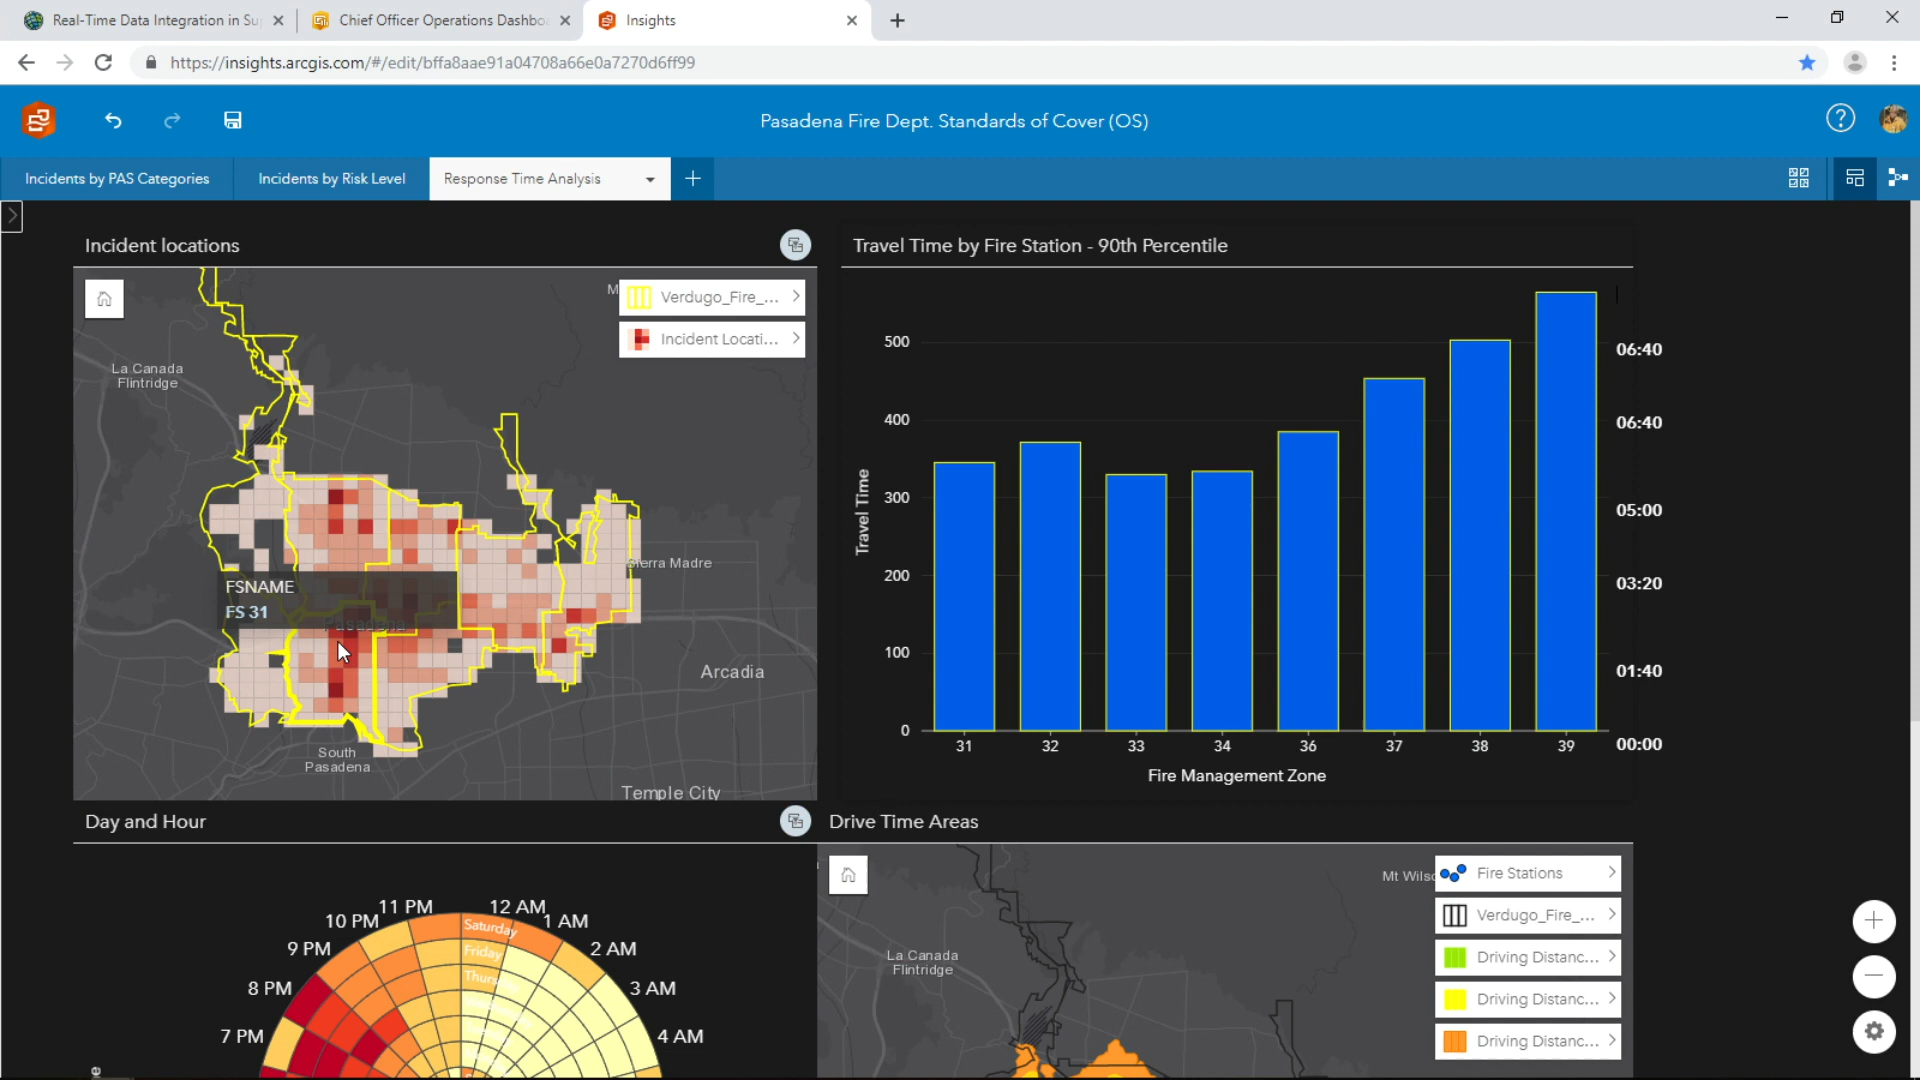 Real-Time Data Integration in Su
Chief Officer Operations Dashbo
Insights
https://insights.arcgis.com/#/edit/bffa8aae91a04708a66e0a7270d6ff99
Pasadena Fire Dept. Standards of Cover (OS)
Incidents by PAS Categories
Incidents by Risk Level
Response Time Analysis
Incident locations
Verdugo_Fire_...
Incident Locati...
La Canada
Flintridge
Sierra Madre
FSNAME
FS 31
Pasadena
Arcadia
South
Pasadena
Temple City
Travel Time by Fire Station - 90th Percentile
Travel Time
500
400
300
200
100
0
31 32 33 34 36 37 38 39
Fire Management Zone
06:40
06:40
05:00
03:20
01:40
00:00
Day and Hour
7 PM
8 PM
9 PM
10 PM
11 PM
12 AM
1 AM
2 AM
3 AM
4 AM
Saturday
Friday
Drive Time Areas
La Canada
Flintridge
Mt Wils
Fire Stations
Verdugo_Fire_...
Driving Distanc...
Driving Distanc...
Driving Distanc...